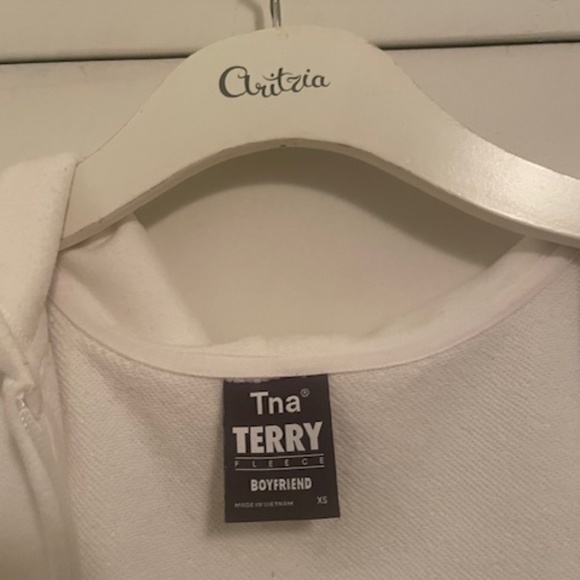 Aritzia
Tna®
TERRY
FLEECE
BOYFRIEND
MADE IN VIETNAM XS